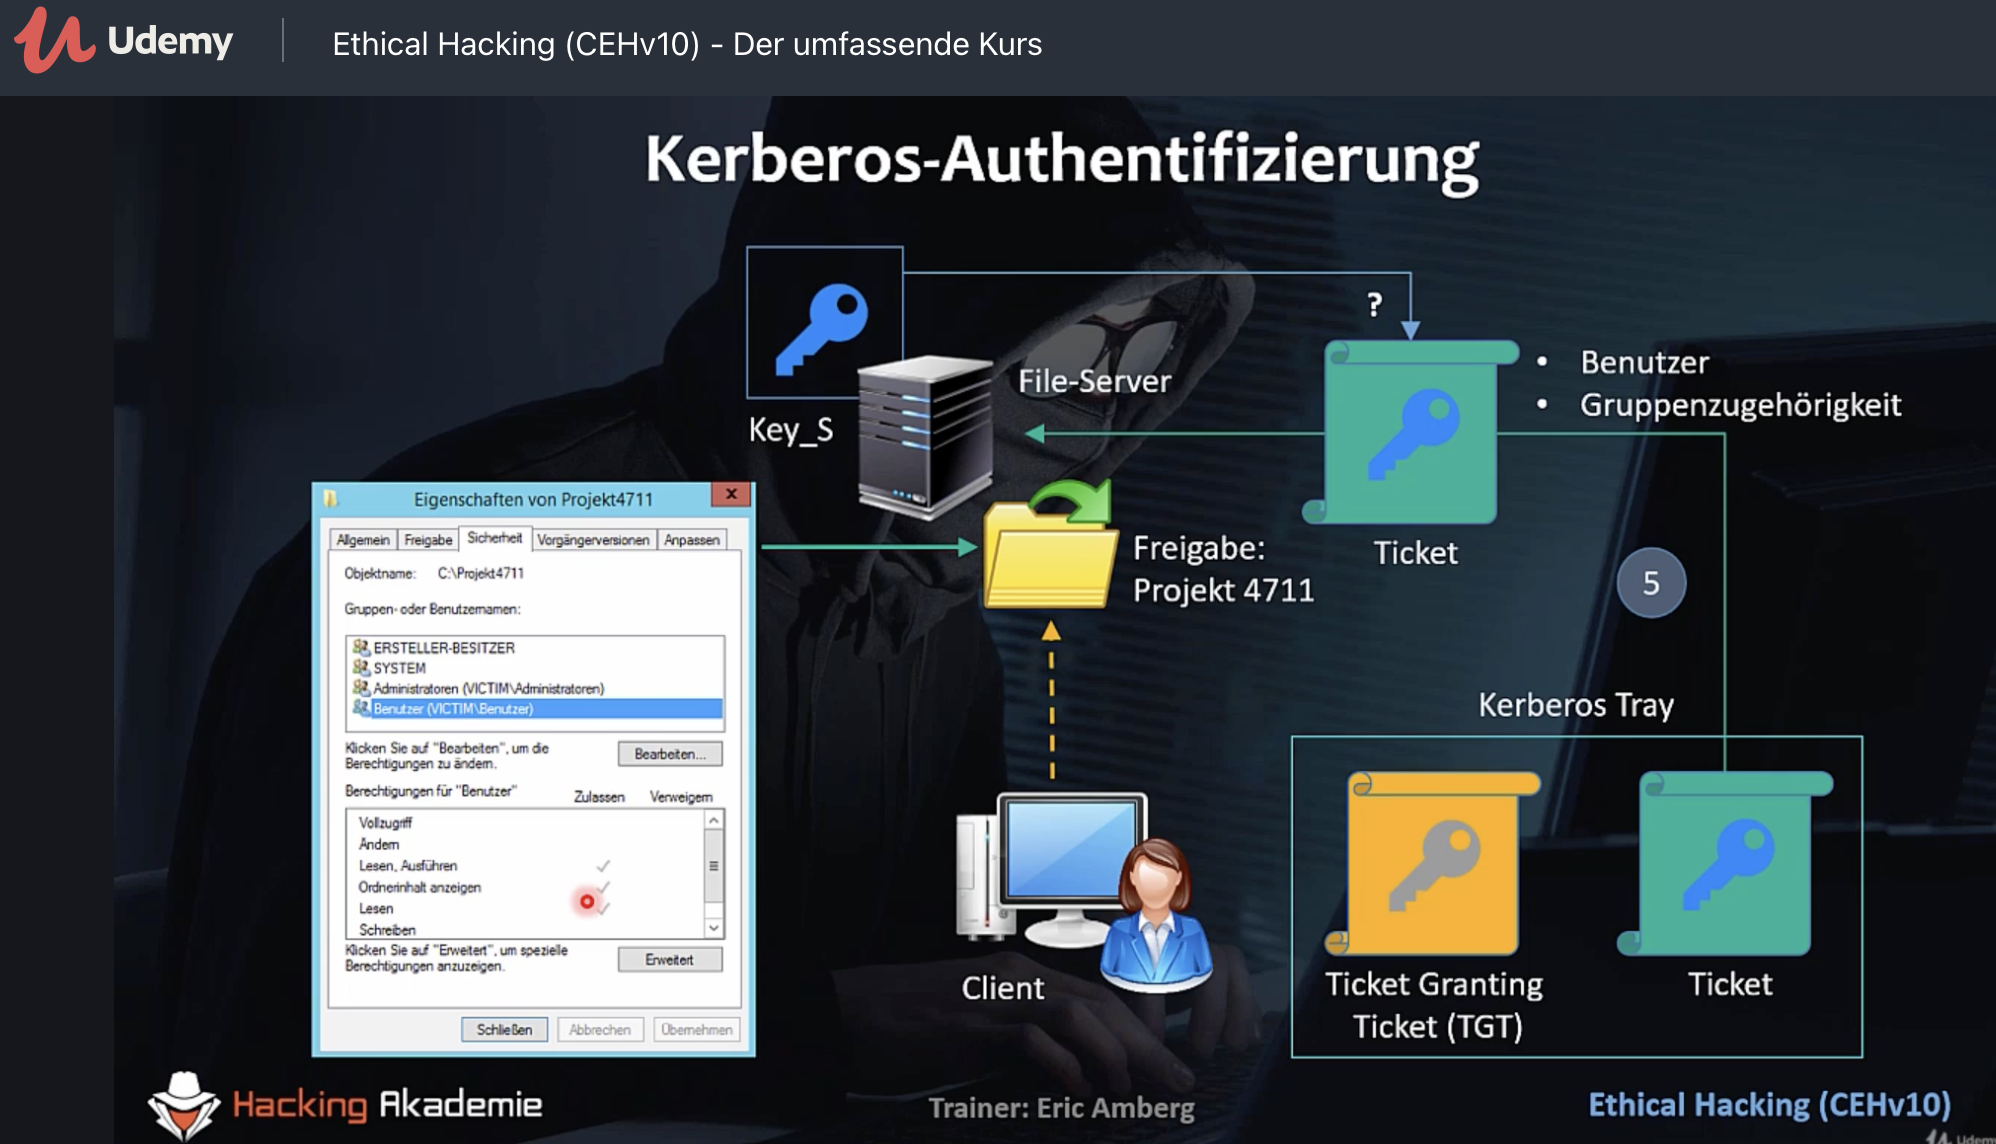 Udemy
Ethical Hacking (CEHv10) - Der umfassende Kurs
Kerberos-Authentifizierung
?
File-Server
Key_S
• Benutzer
• Gruppenzugehörigkeit
Ticket
Freigabe:
Projekt 4711
5
Eigenschaften von Projekt4711
x
Allgemein Freigabe Sicherheit Vorgängerversionen Anpassen
Objektname: C:\Projekt4711
Gruppen- oder Benutzernamen:
ERSTELLER-BESITZER
SYSTEM
Administratoren (VICTIM\Administratoren)
Benutzer (VICTIM\Benutzer)
Klicken Sie auf "Bearbeiten", um die
Berechtigungen zu ändern.
Bearbeiten...
Berechtigungen für "Benutzer" Zulassen Verweigern
Vollzugriff
Ändern
Lesen, Ausführen
Ordnerinhalt anzeigen
Lesen
Schreiben
Klicken Sie auf "Erweitert", um spezielle
Berechtigungen anzuzeigen.
Erweitert
Schließen Abbrechen Übernehmen
Client
Kerberos Tray
Ticket Granting
Ticket (TGT)
Ticket
Hacking Akademie
Trainer: Eric Amberg
Ethical Hacking (CEHv10)
Udemy